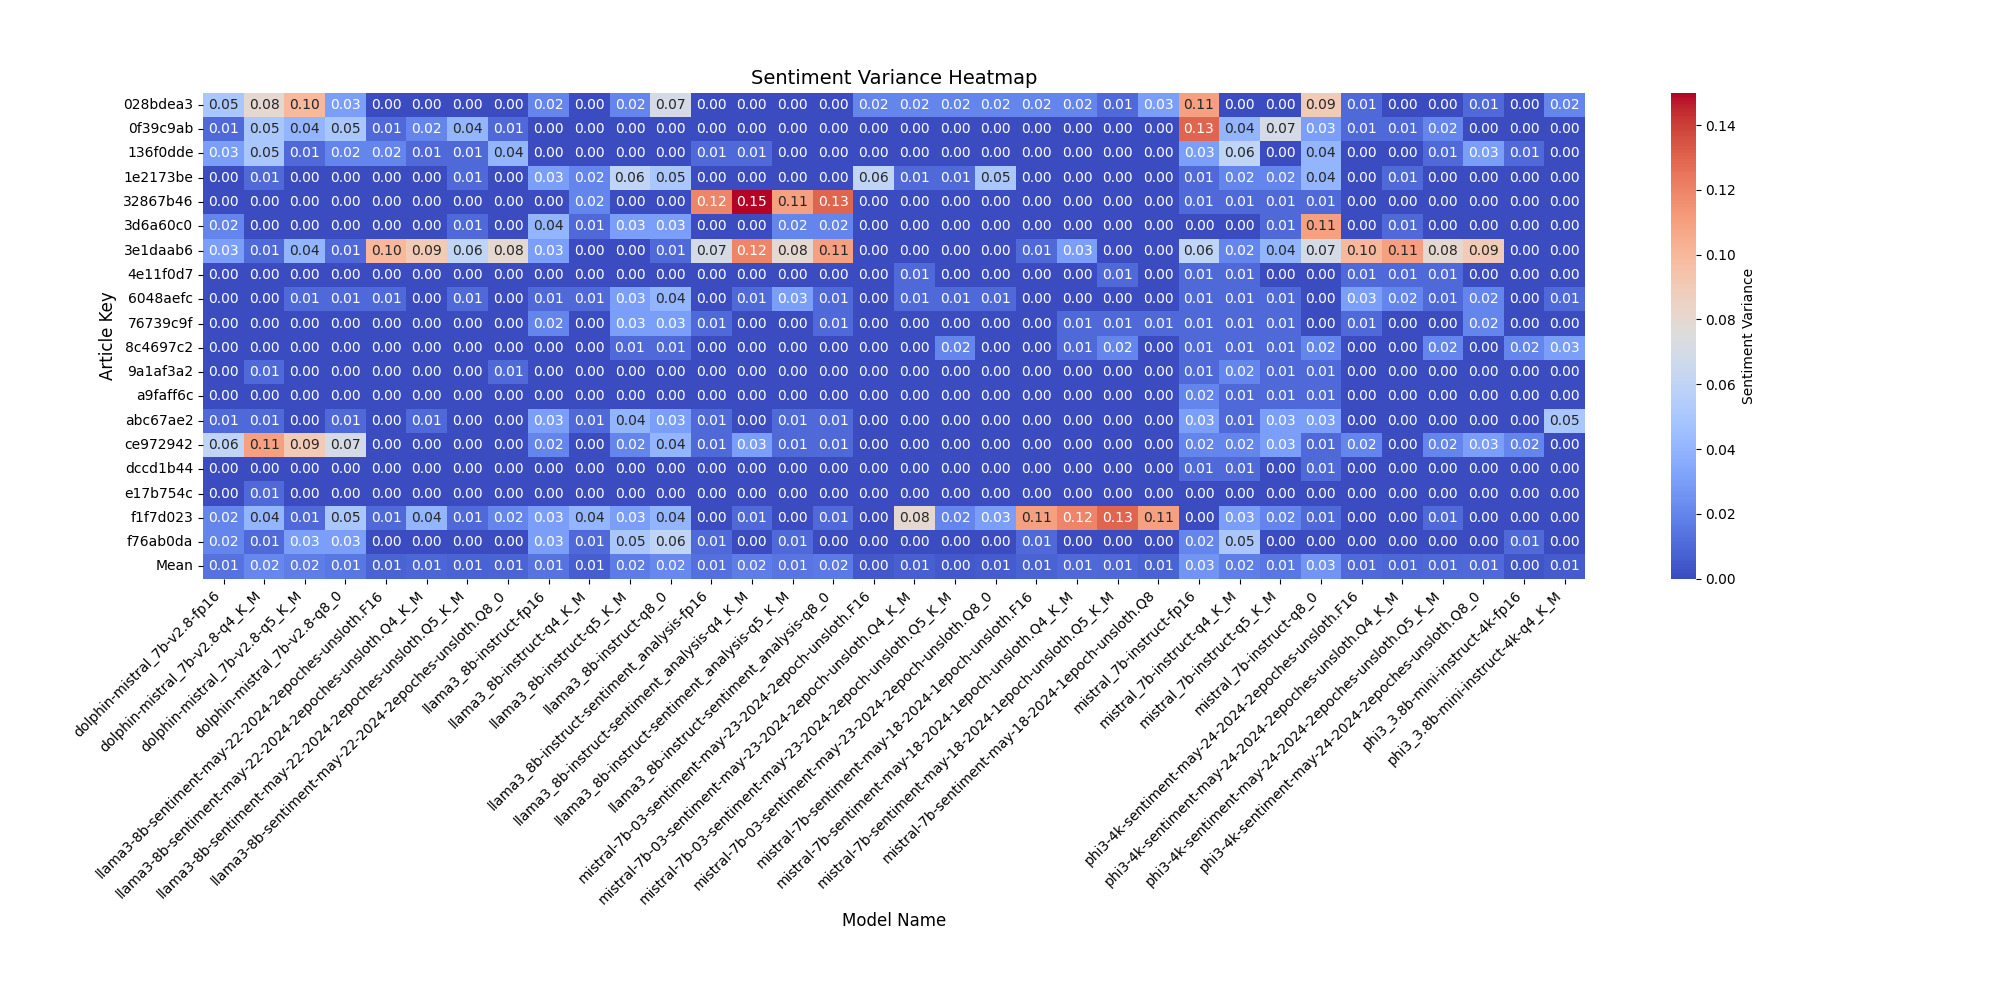 Sentiment Variance Heatmap
028bdea3 0.05 0.08 0.10 0.03 0.00 0.00 0.00 0.00 0.02 0.00 0.02 0.07 0.00 0.00 0.00 0.00 0.02 0.02 0.02 0.02 0.02 0.02 0.01 0.03 0.11 0.00 0.00 0.09 0.01 0.00 0.00 0.01 0.00 0.02
0f39c9ab 0.01 0.05 0.04 0.05 0.01 0.02 0.04 0.01 0.00 0.00 0.00 0.00 0.00 0.00 0.00 0.00 0.00 0.00 0.00 0.00 0.00 0.00 0.00 0.00 0.13 0.04 0.07 0.03 0.01 0.01 0.02 0.00 0.00 0.00
136f0dde 0.03 0.05 0.01 0.02 0.02 0.01 0.01 0.04 0.00 0.00 0.00 0.00 0.01 0.01 0.00 0.00 0.00 0.00 0.00 0.00 0.00 0.00 0.00 0.00 0.03 0.06 0.00 0.04 0.00 0.00 0.01 0.03 0.01 0.00
1e2173be 0.00 0.01 0.00 0.00 0.00 0.00 0.01 0.00 0.03 0.02 0.06 0.05 0.00 0.00 0.00 0.00 0.06 0.01 0.01 0.05 0.00 0.00 0.00 0.00 0.01 0.02 0.02 0.04 0.00 0.01 0.00 0.00 0.00 0.00
32867b46 0.00 0.00 0.00 0.00 0.00 0.00 0.00 0.00 0.00 0.02 0.00 0.00 0.12 0.15 0.11 0.13 0.00 0.00 0.00 0.00 0.00 0.00 0.00 0.00 0.01 0.01 0.01 0.01 0.00 0.00 0.00 0.00 0.00 0.00
3d6a60c0 0.02 0.00 0.00 0.00 0.00 0.00 0.01 0.00 0.04 0.01 0.03 0.03 0.00 0.00 0.02 0.02 0.00 0.00 0.00 0.00 0.00 0.00 0.00 0.00 0.00 0.00 0.01 0.11 0.00 0.01 0.00 0.00 0.00 0.00
3e1daab6 0.03 0.01 0.04 0.01 0.10 0.09 0.06 0.08 0.03 0.00 0.00 0.01 0.07 0.12 0.08 0.11 0.00 0.00 0.00 0.00 0.01 0.03 0.00 0.00 0.06 0.02 0.04 0.07 0.10 0.11 0.08 0.09 0.00 0.00
4e11f0d7 0.00 0.00 0.00 0.00 0.00 0.00 0.00 0.00 0.00 0.00 0.00 0.00 0.00 0.00 0.00 0.00 0.00 0.01 0.00 0.00 0.00 0.00 0.01 0.00 0.01 0.01 0.00 0.00 0.01 0.01 0.01 0.00 0.00 0.00
6048aefc 0.00 0.00 0.01 0.01 0.01 0.00 0.01 0.00 0.01 0.01 0.03 0.04 0.00 0.01 0.03 0.01 0.00 0.01 0.01 0.01 0.00 0.00 0.00 0.00 0.01 0.01 0.01 0.00 0.03 0.02 0.01 0.02 0.00 0.01
76739c9f 0.00 0.00 0.00 0.00 0.00 0.00 0.00 0.00 0.02 0.00 0.03 0.03 0.01 0.00 0.00 0.01 0.00 0.00 0.00 0.00 0.00 0.01 0.01 0.01 0.01 0.01 0.01 0.00 0.01 0.00 0.00 0.02 0.00 0.00
8c4697c2 0.00 0.00 0.00 0.00 0.00 0.00 0.00 0.00 0.00 0.00 0.01 0.01 0.00 0.00 0.00 0.00 0.00 0.00 0.02 0.00 0.00 0.01 0.02 0.00 0.01 0.01 0.01 0.02 0.00 0.00 0.02 0.00 0.02 0.03
9a1af3a2 0.00 0.01 0.00 0.00 0.00 0.00 0.00 0.01 0.00 0.00 0.00 0.00 0.00 0.00 0.00 0.00 0.00 0.00 0.00 0.00 0.00 0.00 0.00 0.00 0.01 0.02 0.01 0.01 0.00 0.00 0.00 0.00 0.00 0.00
a9faff6c 0.00 0.00 0.00 0.00 0.00 0.00 0.00 0.00 0.00 0.00 0.00 0.00 0.00 0.00 0.00 0.00 0.00 0.00 0.00 0.00 0.00 0.00 0.00 0.00 0.02 0.01 0.01 0.01 0.00 0.00 0.00 0.00 0.00 0.00
abc67ae2 0.01 0.01 0.00 0.01 0.00 0.01 0.00 0.00 0.03 0.01 0.04 0.03 0.01 0.00 0.01 0.01 0.00 0.00 0.00 0.00 0.00 0.00 0.00 0.00 0.03 0.01 0.03 0.03 0.00 0.00 0.00 0.00 0.00 0.05
ce972942 0.06 0.11 0.09 0.07 0.00 0.00 0.00 0.00 0.02 0.00 0.02 0.04 0.01 0.03 0.01 0.01 0.00 0.00 0.00 0.00 0.00 0.00 0.00 0.00 0.02 0.02 0.03 0.01 0.02 0.00 0.02 0.03 0.02 0.00
dccd1b44 0.00 0.00 0.00 0.00 0.00 0.00 0.00 0.00 0.00 0.00 0.00 0.00 0.00 0.00 0.00 0.00 0.00 0.00 0.00 0.00 0.00 0.00 0.00 0.00 0.01 0.01 0.00 0.01 0.00 0.00 0.00 0.00 0.00 0.00
e17b754c 0.00 0.01 0.00 0.00 0.00 0.00 0.00 0.00 0.00 0.00 0.00 0.00 0.00 0.00 0.00 0.00 0.00 0.00 0.00 0.00 0.00 0.00 0.00 0.00 0.00 0.00 0.00 0.00 0.00 0.00 0.00 0.00 0.00 0.00
f1f7d023 0.02 0.04 0.01 0.05 0.01 0.04 0.01 0.02 0.03 0.04 0.03 0.04 0.00 0.01 0.00 0.01 0.00 0.08 0.02 0.03 0.11 0.12 0.13 0.11 0.00 0.03 0.02 0.01 0.00 0.00 0.01 0.00 0.00 0.00
f76ab0da 0.02 0.01 0.03 0.03 0.00 0.00 0.00 0.00 0.03 0.01 0.05 0.06 0.01 0.00 0.01 0.00 0.00 0.00 0.00 0.00 0.01 0.00 0.00 0.00 0.02 0.05 0.00 0.00 0.00 0.00 0.00 0.00 0.01 0.00
Mean 0.01 0.02 0.02 0.01 0.01 0.01 0.01 0.01 0.01 0.01 0.02 0.02 0.01 0.02 0.01 0.02 0.00 0.01 0.00 0.01 0.01 0.01 0.01 0.01 0.03 0.02 0.01 0.03 0.01 0.01 0.01 0.01 0.00 0.01
Article Key
dolphin-mistral_7b-v2.8-fp16
dolphin-mistral_7b-v2.8-q4_K_M
dolphin-mistral_7b-v2.8-q5_K_M
dolphin-mistral_7b-v2.8-q8_0
llama3-8b-sentiment-may-22-2024-2epoches-unsloth.F16
llama3-8b-sentiment-may-22-2024-2epoches-unsloth.Q4_K_M
llama3-8b-sentiment-may-22-2024-2epoches-unsloth.Q5_K_M
llama3-8b-sentiment-may-22-2024-2epoches-unsloth.Q8_0
llama3_8b-instruct-fp16
llama3_8b-instruct-q4_K_M
llama3_8b-instruct-q5_K_M
llama3_8b-instruct-q8_0
llama3_8b-instruct-sentiment_analysis-fp16
llama3_8b-instruct-sentiment_analysis-q4_K_M
llama3_8b-instruct-sentiment_analysis-q5_K_M
llama3_8b-instruct-sentiment_analysis-q8_0
mistral-7b-03-sentiment-may-23-2024-2epoch-unsloth.F16
mistral-7b-03-sentiment-may-23-2024-2epoch-unsloth.Q4_K_M
mistral-7b-03-sentiment-may-23-2024-2epoch-unsloth.Q5_K_M
mistral-7b-03-sentiment-may-23-2024-2epoch-unsloth.Q8_0
mistral-7b-sentiment-may-18-2024-1epoch-unsloth.F16
mistral-7b-sentiment-may-18-2024-1epoch-unsloth.Q4_K_M
mistral-7b-sentiment-may-18-2024-1epoch-unsloth.Q5_K_M
mistral-7b-sentiment-may-18-2024-1epoch-unsloth.Q8
mistral_7b-instruct-fp16
mistral_7b-instruct-q4_K_M
mistral_7b-instruct-q5_K_M
mistral_7b-instruct-q8_0
phi3-4k-sentiment-may-24-2024-2epoches-unsloth.F16
phi3-4k-sentiment-may-24-2024-2epoches-unsloth.Q4_K_M
phi3-4k-sentiment-may-24-2024-2epoches-unsloth.Q5_K_M
phi3-4k-sentiment-may-24-2024-2epoches-unsloth.Q8_0
phi3_3.8b-mini-instruct-4k-fp16
phi3_3.8b-mini-instruct-4k-q4_K_M
Model Name
0.14
0.12
0.10
0.08
0.06
0.04
0.02
0.00
Sentiment Variance